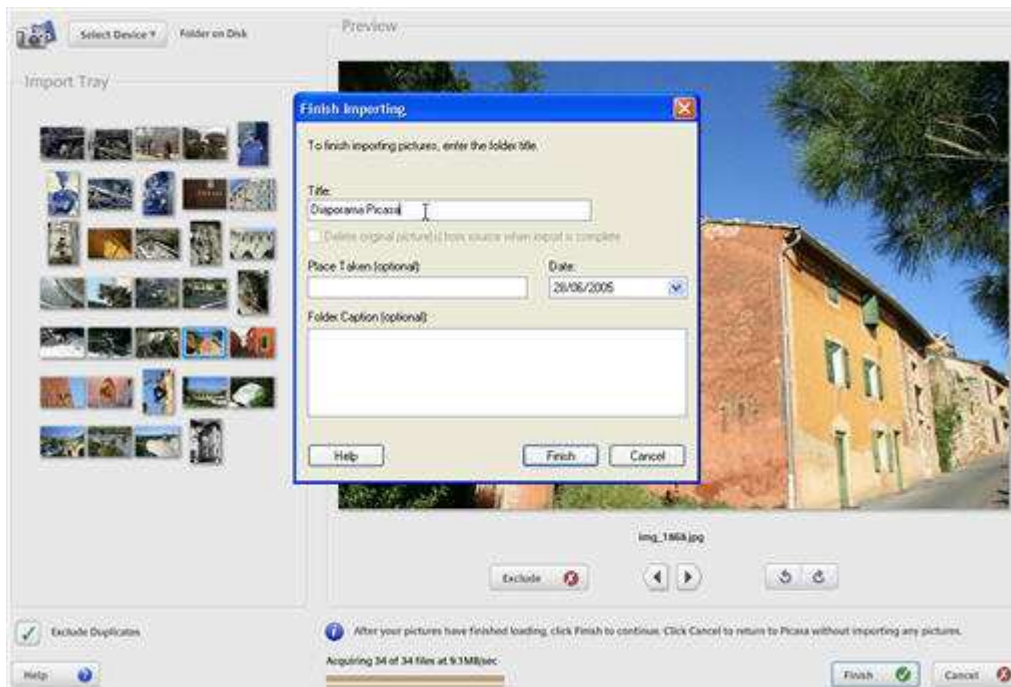 Select Device
Folder on Disk
Preview
Import Tray
Finish Importing
To finish importing pictures, enter the folder title.
Title:
Diaporama Picasa
Delete original picture(s) from source when import is complete
Place Taken (optional)
Date:
28/06/2005
Folder Caption (optional):
Help
Finish
Cancel
img_1868.jpg
Exclude
Exclude Duplicates
After your pictures have finished loading, click Finish to continue. Click Cancel to return to Picasa without importing any pictures.
Help
Acquiring 34 of 34 files at 9.1MB/sec
Finish
Cancel